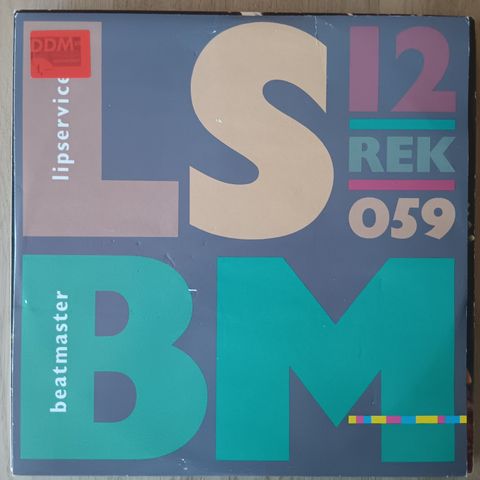 DDM
lipservice
LS
12
REK
059
beatmaster
BM